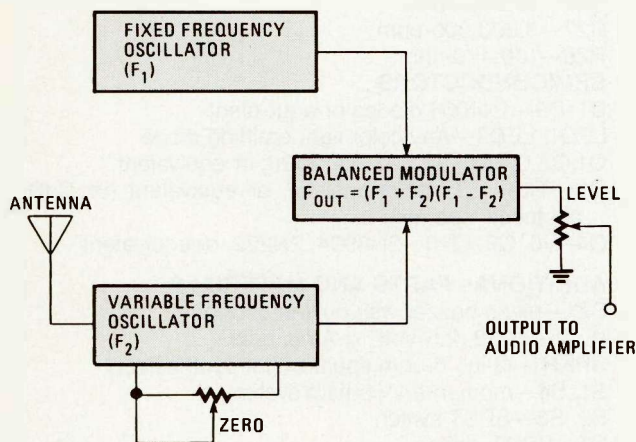 FIXED FREQUENCY
OSCILLATOR
(F₁)
BALANCED MODULATOR
F_OUT = (F₁ + F₂)(F₁ - F₂)
LEVEL
ANTENNA
VARIABLE FREQUENCY
OSCILLATOR
(F₂)
OUTPUT TO
AUDIO AMPLIFIER
ZERO